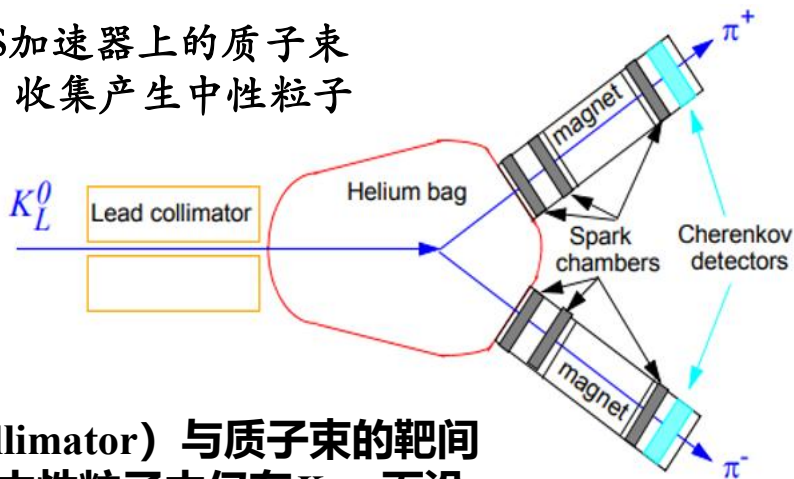 S加速器上的质子束
收集产生中性粒子
π+
magnet
K_L^0
Lead collimator
Helium bag
Spark
chambers
Cherenkov
detectors
magnet
π-
llimator）与质子束的靶间